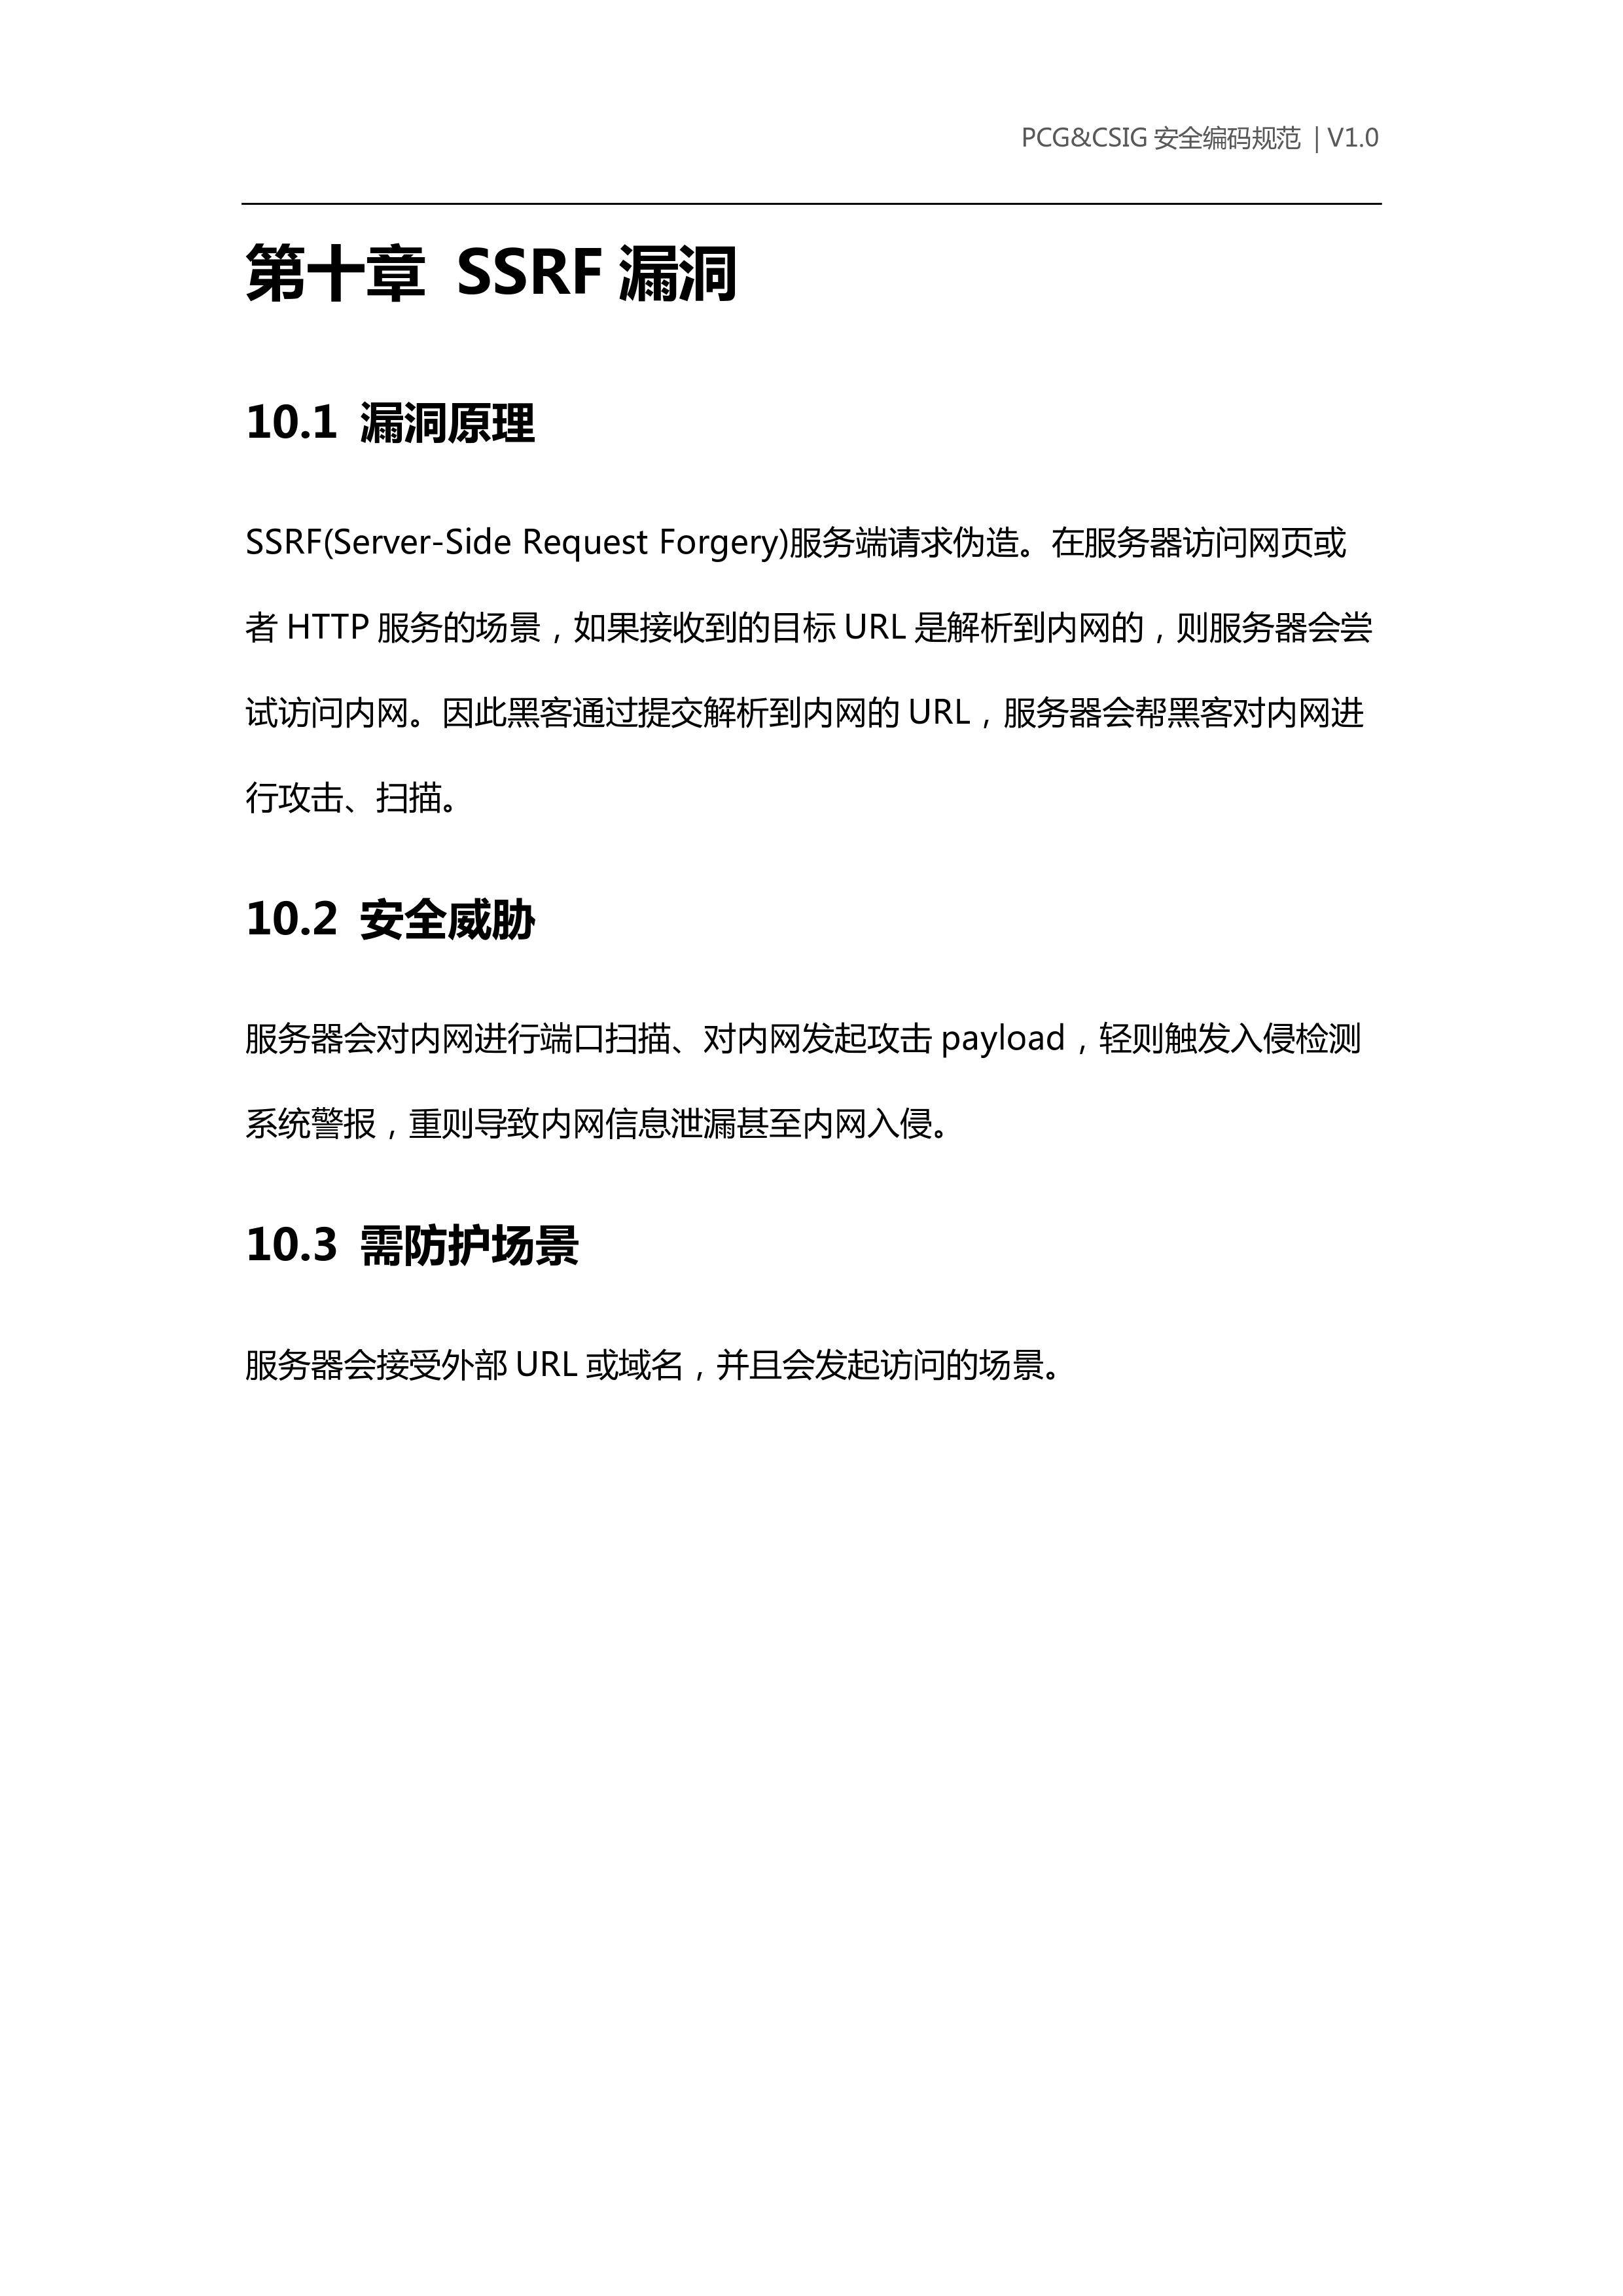 PCG&CSIG 安全编码规范 | V1.0
第十章 SSRF 漏洞
10.1 漏洞原理
SSRF(Server-Side Request Forgery)服务端请求伪造。在服务器访问网页或
者 HTTP 服务的场景，如果接收到的目标 URL 是解析到内网的，则服务器会尝
试访问内网。因此黑客通过提交解析到内网的 URL，服务器会帮黑客对内网进
行攻击、扫描。
10.2 安全威胁
服务器会对内网进行端口扫描、对内网发起攻击 payload，轻则触发入侵检测
系统警报，重则导致内网信息泄漏甚至内网入侵。
10.3 需防护场景
服务器会接受外部 URL 或域名，并且会发起访问的场景。